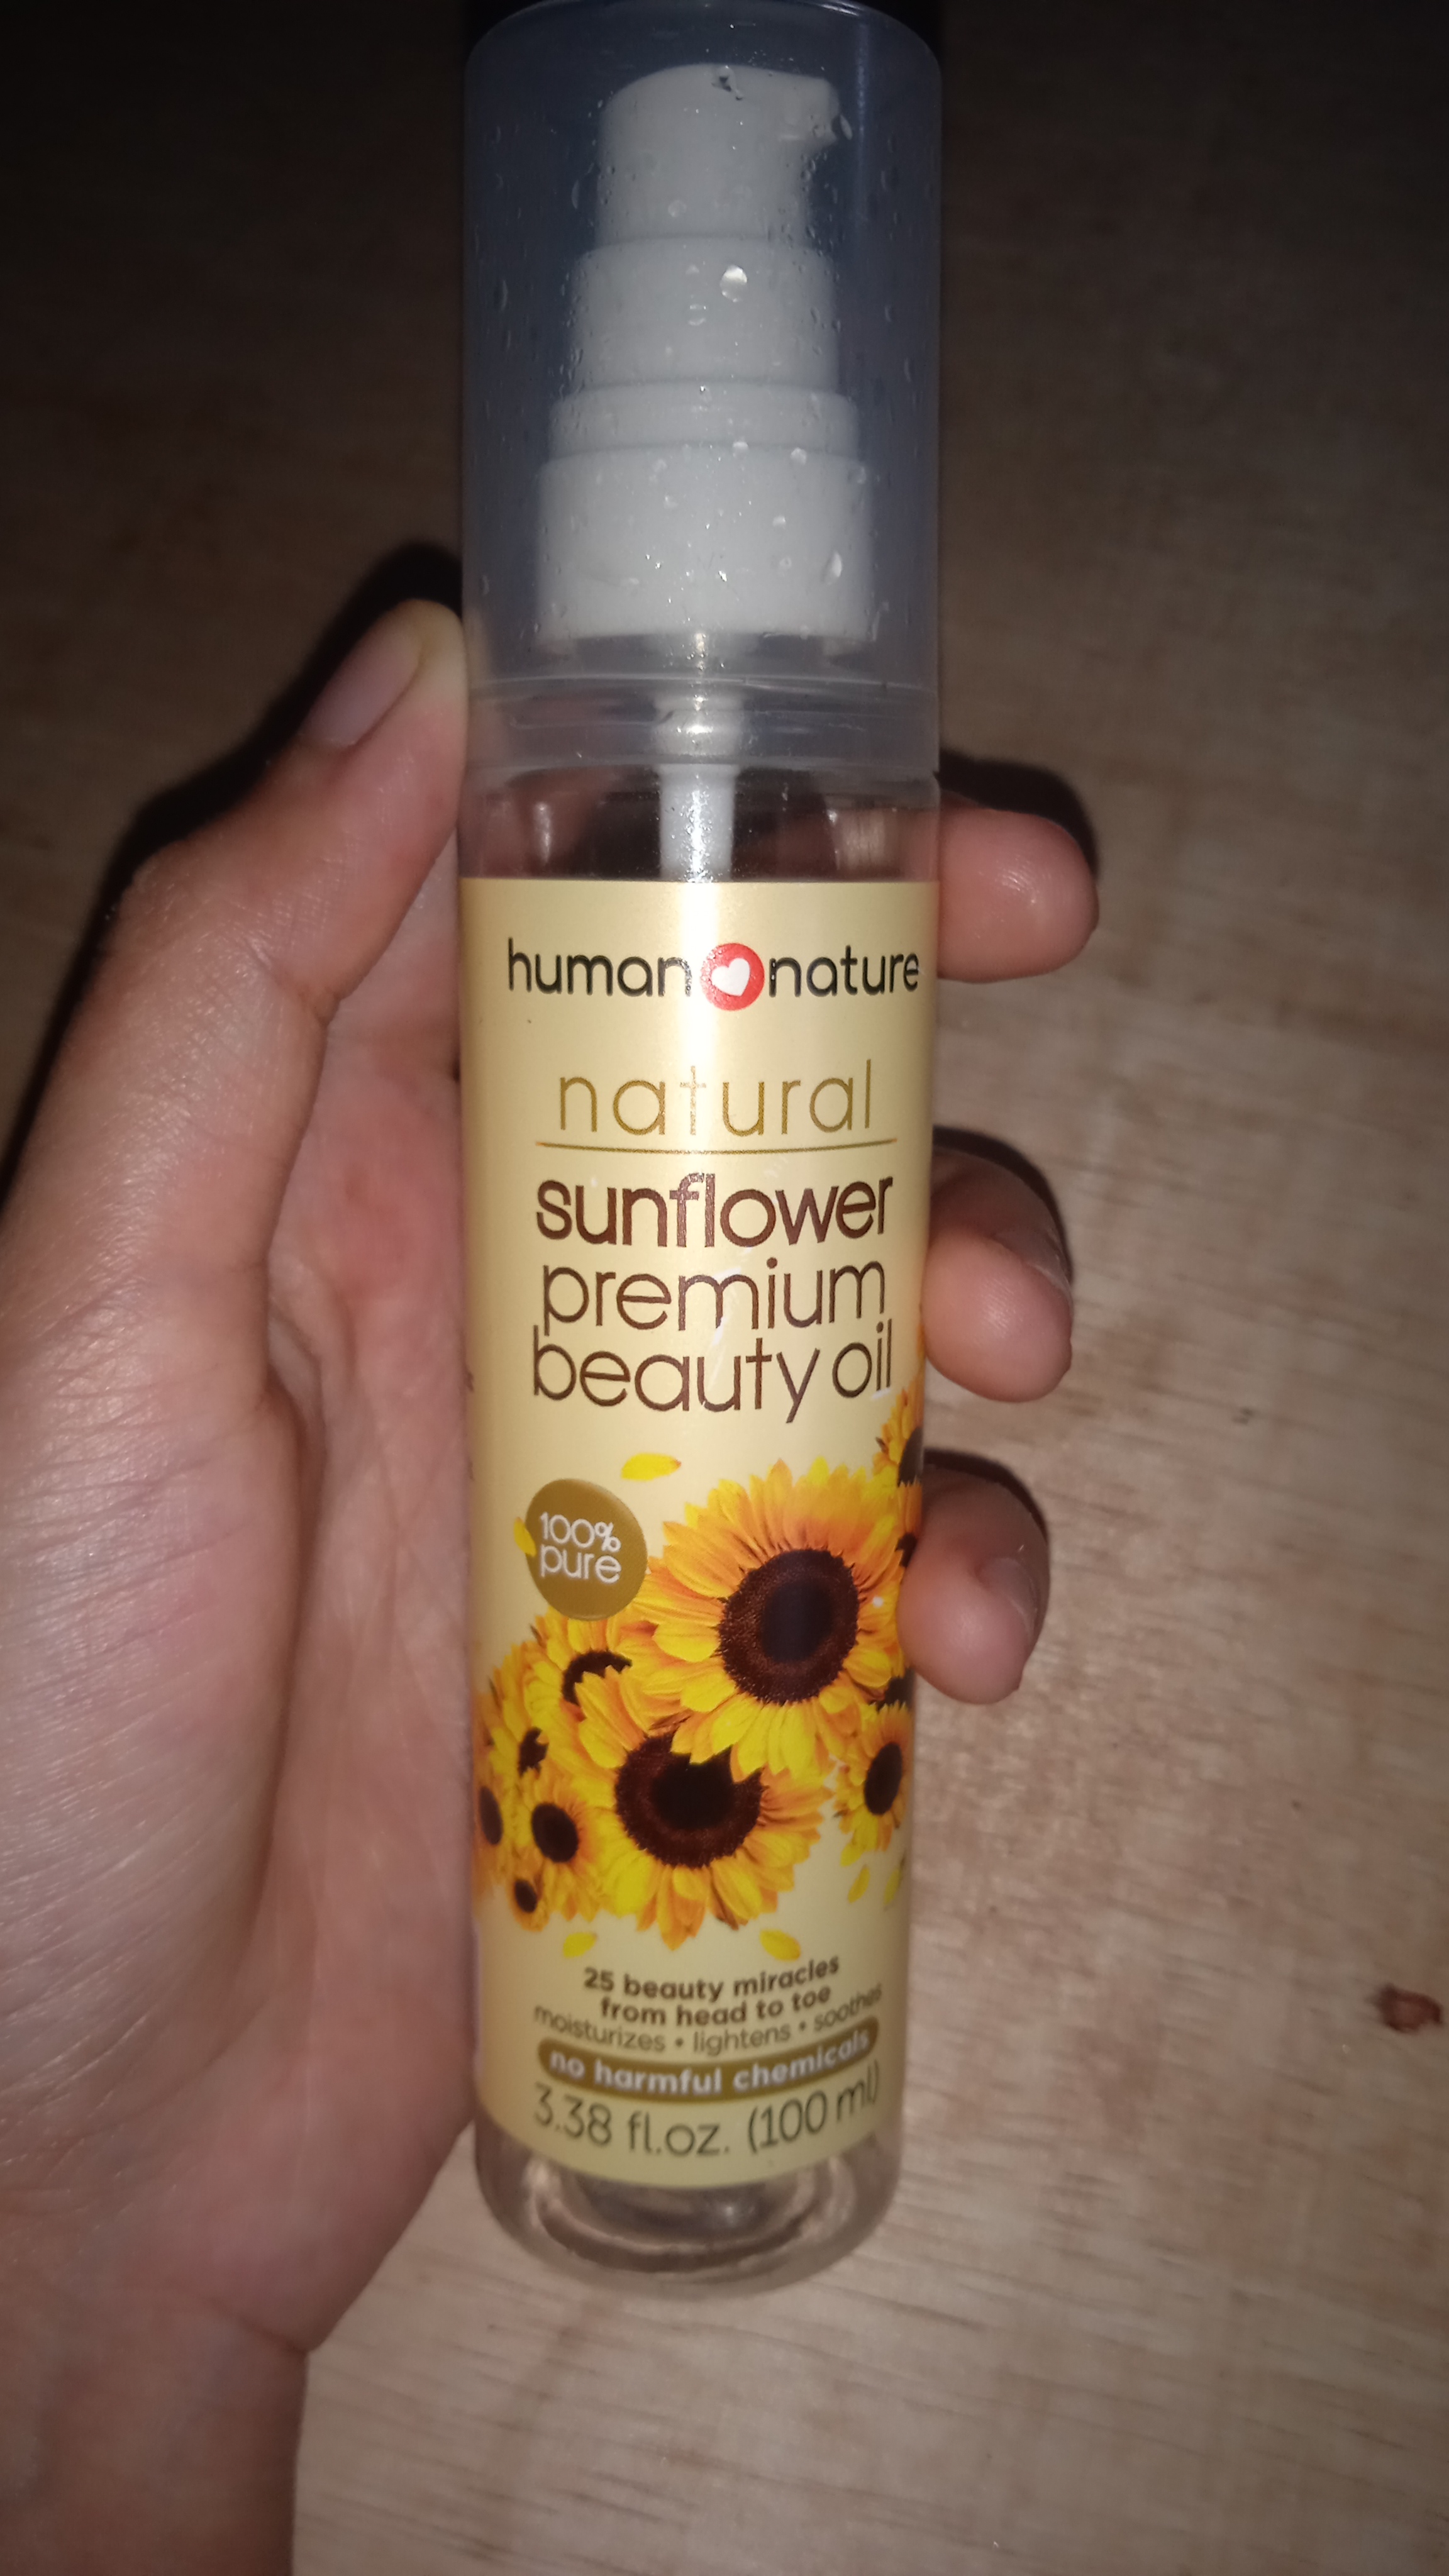 human nature
natural
sunflower
premium
beauty oil
100%
pure
25 beauty miracles
from head to toe
moisturizes • lightens • soothes
no harmful chemicals
3.38 fl.oz. (100 ml)